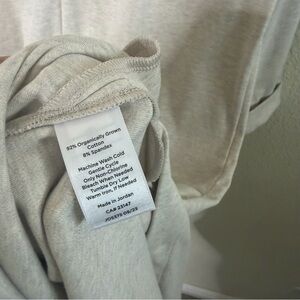 92% Organically Grown
Cotton
8% Spandex
Machine Wash Cold
Gentle Cycle
Only Non-Chlorine
Bleach When Needed
Tumble Dry Low
Warm Iron, If Needed
Made in Jordan
CA# 23147